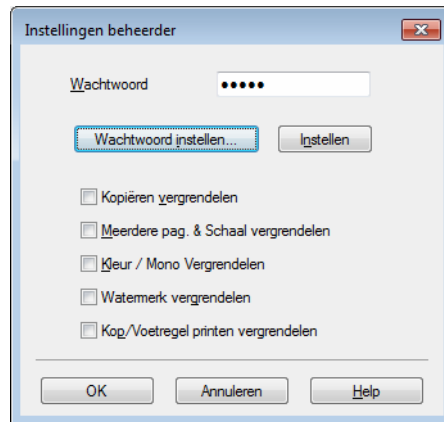 Instellingen beheerder
Wachtwoord •••••
Wachtwoord instellen... Instellen
Kopiëren vergrendelen
Meerdere pag. & Schaal vergrendelen
Kleur / Mono Vergrendelen
Watermerk vergrendelen
Kop/Voetregel printen vergrendelen
OK Annuleren Help